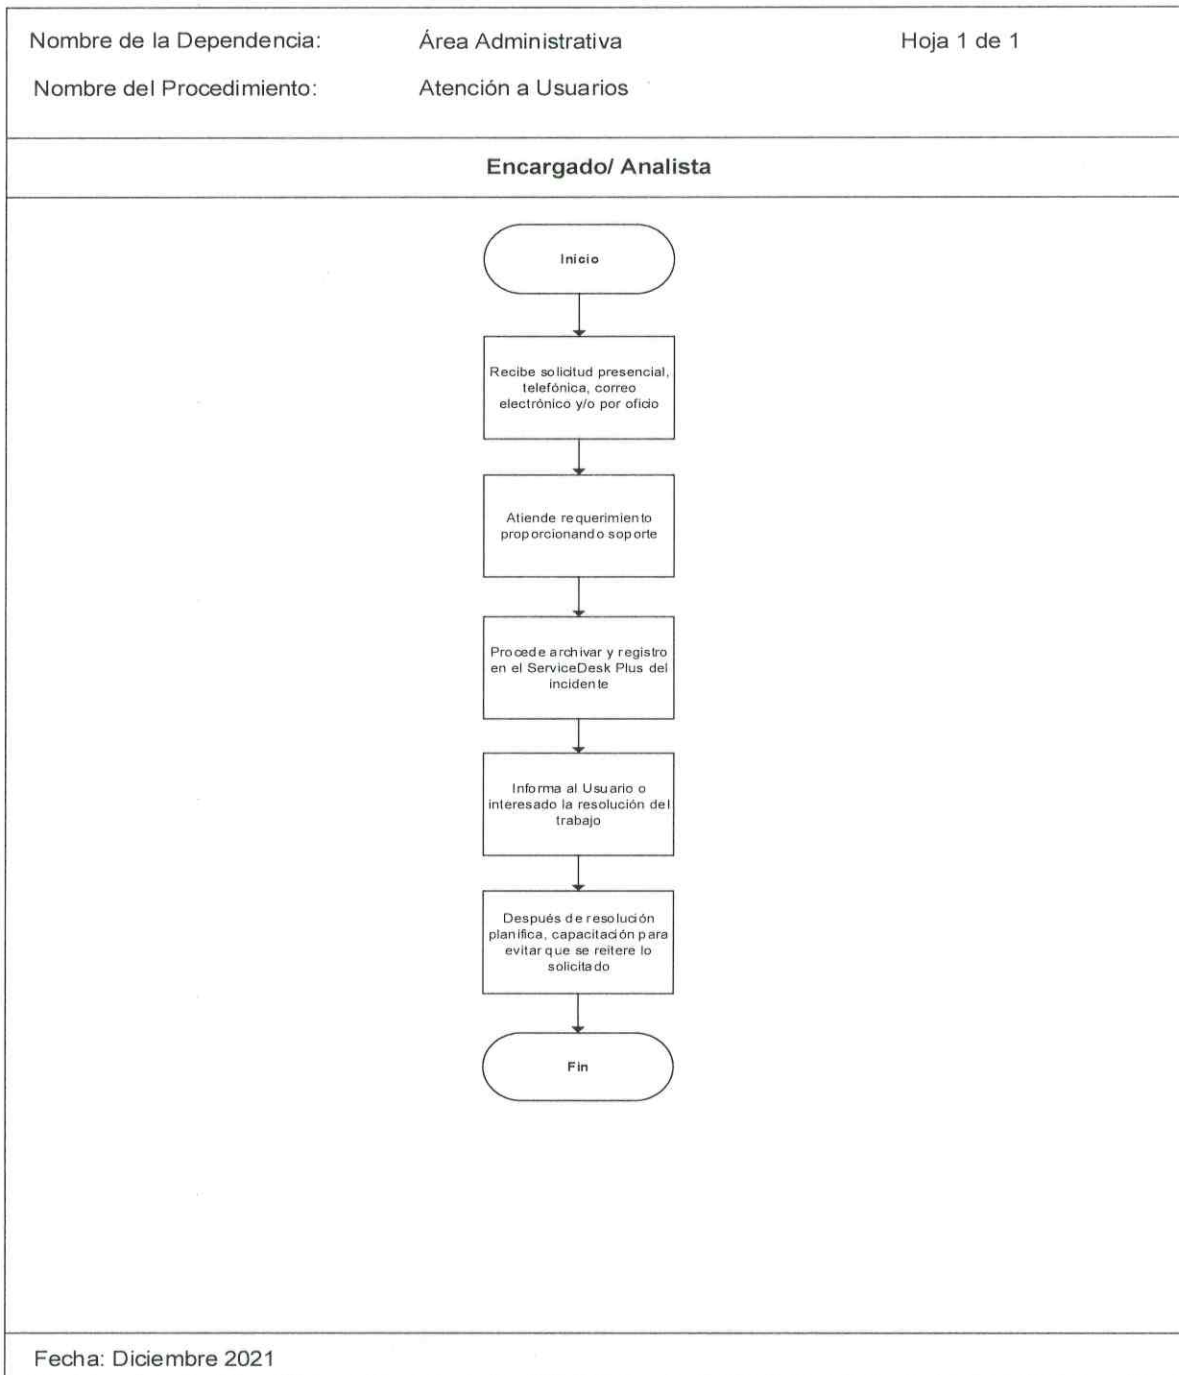 Nombre de la Dependencia: Área Administrativa Hoja 1 de 1
Nombre del Procedimiento: Atención a Usuarios
Encargado/ Analista
Inicio
Recibe solicitud presencial,
telefónica, correo
electrónico y/o por oficio
Atiende requerimiento
proporcionando soporte
Procede archivar y registro
en el ServiceDesk Plus del
incidente
Informa al Usuario o
interesado la resolución del
trabajo
Después de resolución
planifica, capacitación para
evitar que se reitere lo
solicitado
Fin
Fecha: Diciembre 2021